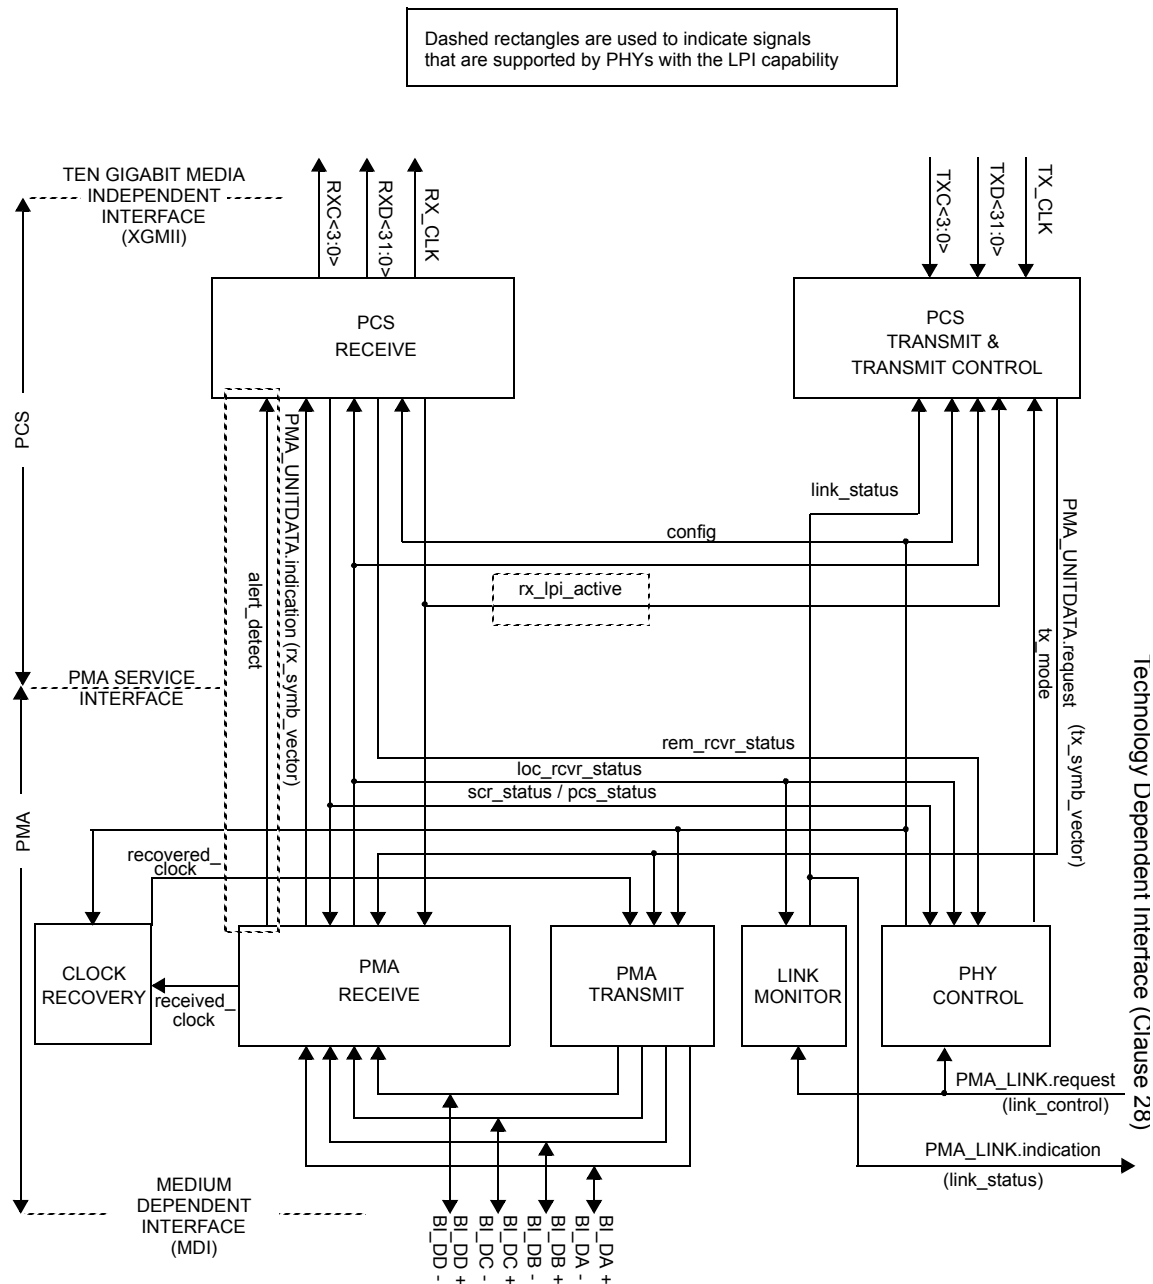 Dashed rectangles are used to indicate signals
that are supported by PHYs with the LPI capability
TEN GIGABIT MEDIA
INDEPENDENT
INTERFACE
(XGMII)
RXC<3:0>
RXD<31:0>
RX_CLK
TXC<3:0>
TXD<31:0>
TX_CLK
PCS
RECEIVE
PCS
TRANSMIT &
TRANSMIT CONTROL
PCS
alert_detect
PMA_UNITDATA.indication (rx_symb_vector)
link_status
config
rx_lpi_active
tx_mode
PMA_UNITDATA.request (tx_symb_vector)
Technology Dependent Interface (Clause 28)
PMA SERVICE
INTERFACE
rem_rcvr_status
loc_rcvr_status
scr_status / pcs_status
PMA
recovered_
clock
CLOCK
RECOVERY
received_
clock
PMA
RECEIVE
PMA
TRANSMIT
LINK
MONITOR
PHY
CONTROL
PMA_LINK.request
(link_control)
PMA_LINK.indication
(link_status)
MEDIUM
DEPENDENT
INTERFACE
(MDI)
BI_DD -
BI_DD +
BI_DC -
BI_DC +
BI_DB -
BI_DB +
BI_DA -
BI_DA +